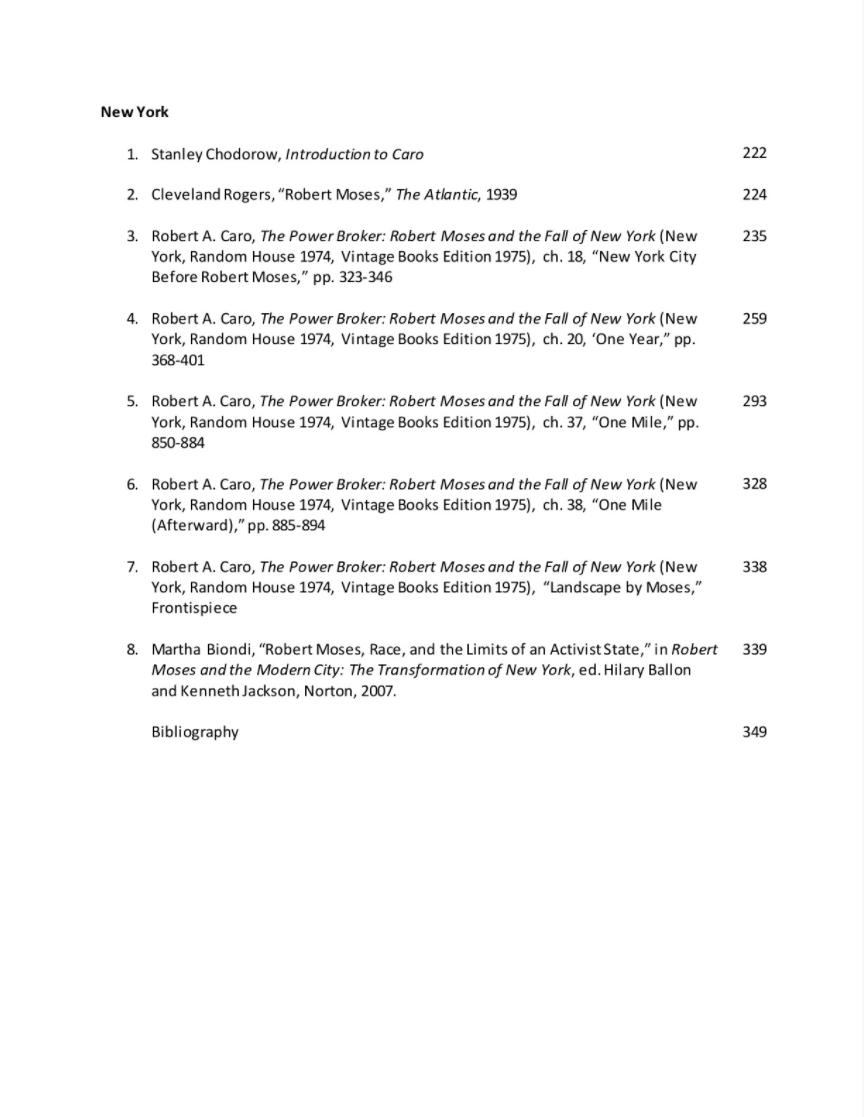 New York
1. Stanley Chodorow, Introduction to Caro 222
2. Cleveland Rogers, “Robert Moses,” The Atlantic, 1939 224
3. Robert A. Caro, The Power Broker: Robert Moses and the Fall of New York (New 235
York, Random House 1974, Vintage Books Edition 1975), ch. 18, “New York City
Before Robert Moses,” pp. 323-346
4. Robert A. Caro, The Power Broker: Robert Moses and the Fall of New York (New 259
York, Random House 1974, Vintage Books Edition 1975), ch. 20, ‘One Year,” pp.
368-401
5. Robert A. Caro, The Power Broker: Robert Moses and the Fall of New York (New 293
York, Random House 1974, Vintage Books Edition 1975), ch. 37, “One Mile,” pp.
850-884
6. Robert A. Caro, The Power Broker: Robert Moses and the Fall of New York (New 328
York, Random House 1974, Vintage Books Edition 1975), ch. 38, “One Mile
(Afterward),” pp. 885-894
7. Robert A. Caro, The Power Broker: Robert Moses and the Fall of New York (New 338
York, Random House 1974, Vintage Books Edition 1975), “Landscape by Moses,”
Frontispiece
8. Martha Biondi, “Robert Moses, Race, and the Limits of an Activist State,” in Robert 339
Moses and the Modern City: The Transformation of New York, ed. Hilary Ballon
and Kenneth Jackson, Norton, 2007.
Bibliography 349